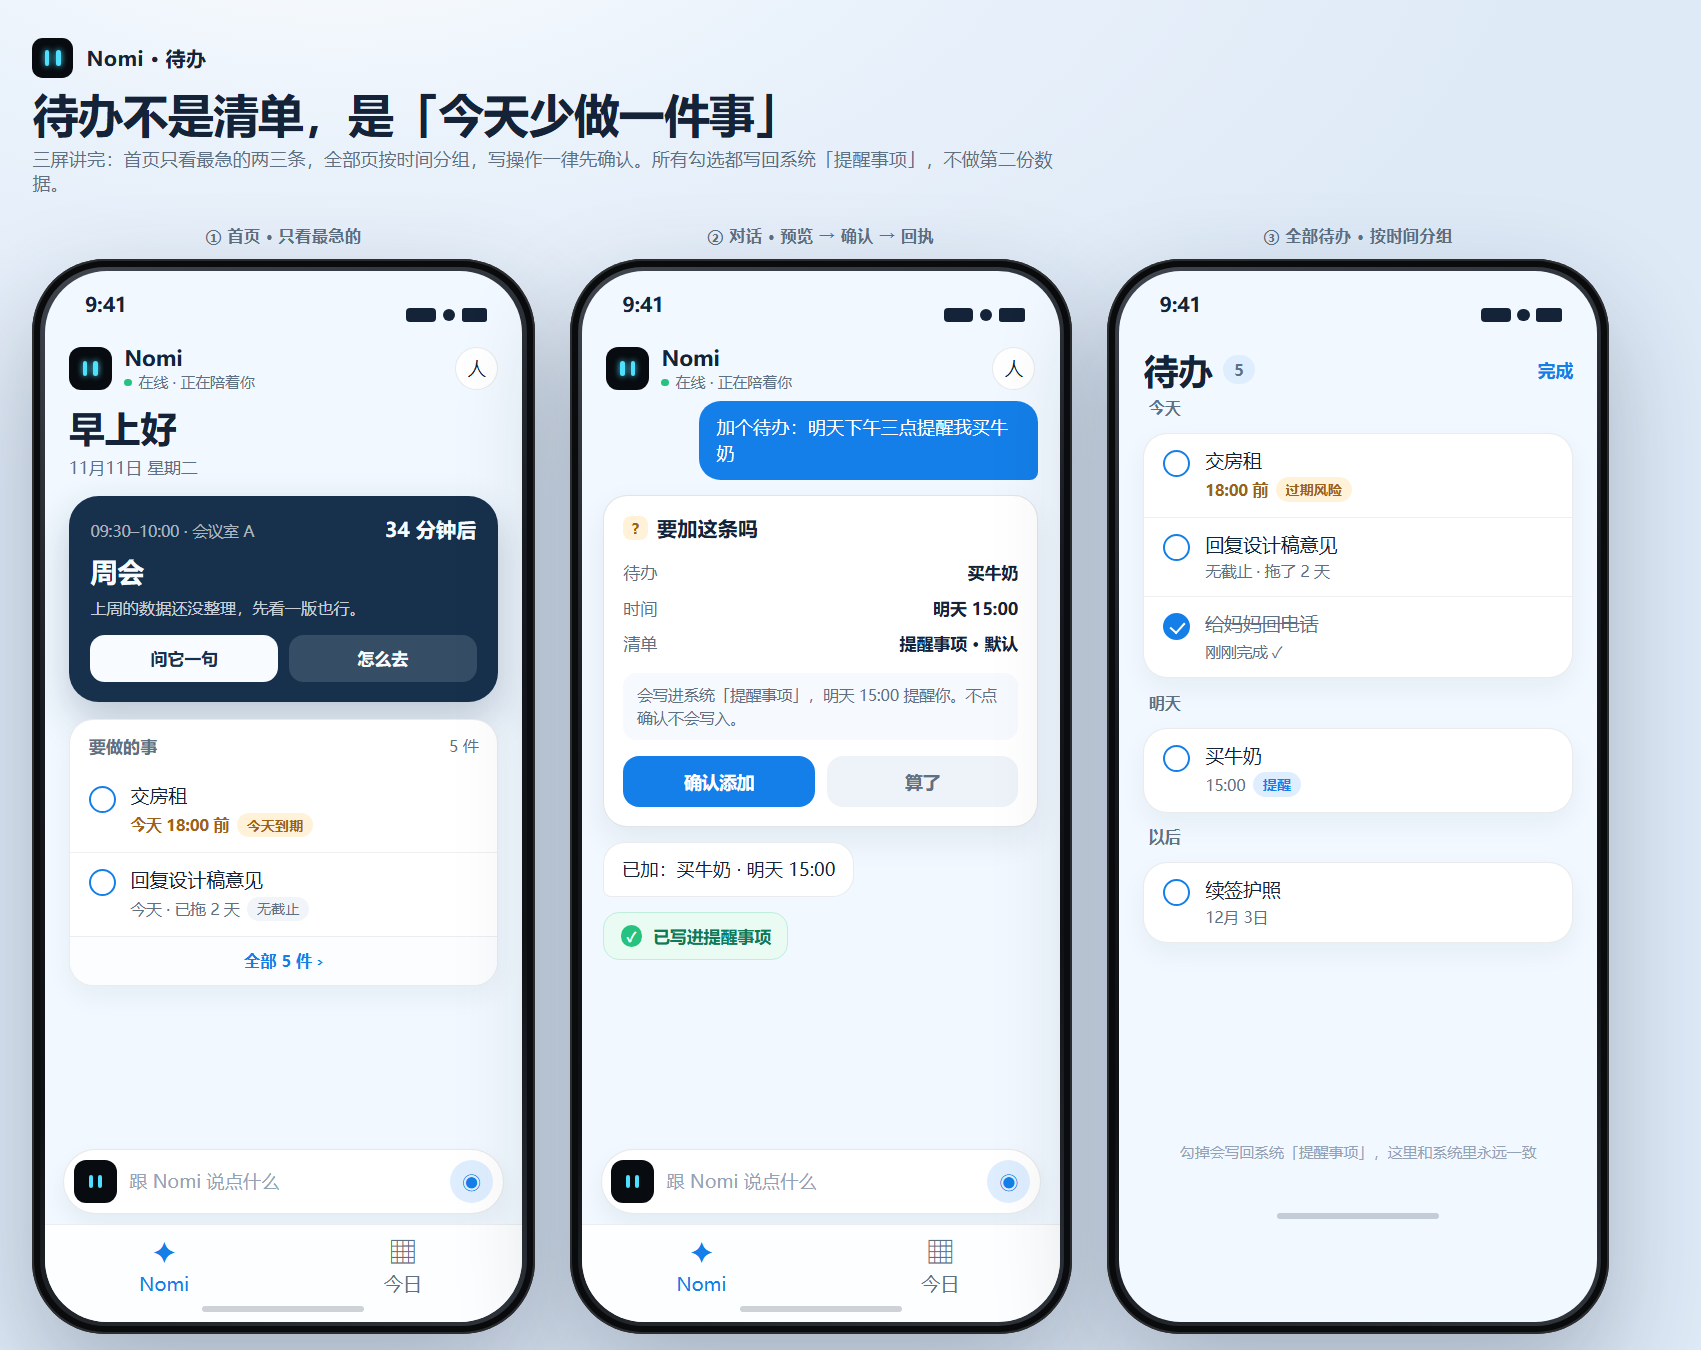 Nomi • 待办
待办不是清单，是「今天少做一件事」
三屏讲完：首页只看最急的两三条，全部页按时间分组，写操作一律先确认。所有勾选都写回系统「提醒事项」，不做第二份数
据。
① 首页 • 只看最急的
9:41
Nomi
在线 · 正在陪着你
人
早上好
11月11日 星期二
09:30–10:00 · 会议室 A
34 分钟后
周会
上周的数据还没整理，先看一版也行。
问它一句
怎么去
要做的事
5 件
交房租
今天 18:00 前
今天到期
回复设计稿意见
今天 · 已拖 2 天
无截止
全部 5 件 ›
跟 Nomi 说点什么
Nomi
今日
② 对话 • 预览 → 确认 → 回执
9:41
Nomi
在线 · 正在陪着你
人
加个待办：明天下午三点提醒我买牛
奶
? 要加这条吗
待办
买牛奶
时间
明天 15:00
清单
提醒事项 • 默认
会写进系统「提醒事项」，明天 15:00 提醒你。不点
确认不会写入。
确认添加
算了
已加：买牛奶 · 明天 15:00
✓ 已写进提醒事项
跟 Nomi 说点什么
Nomi
今日
③ 全部待办 • 按时间分组
9:41
待办 5
完成
今天
交房租
18:00 前
过期风险
回复设计稿意见
无截止 · 拖了 2 天
给妈妈回电话
刚刚完成 ✓
明天
买牛奶
15:00
提醒
以后
续签护照
12月 3日
勾掉会写回系统「提醒事项」，这里和系统里永远一致